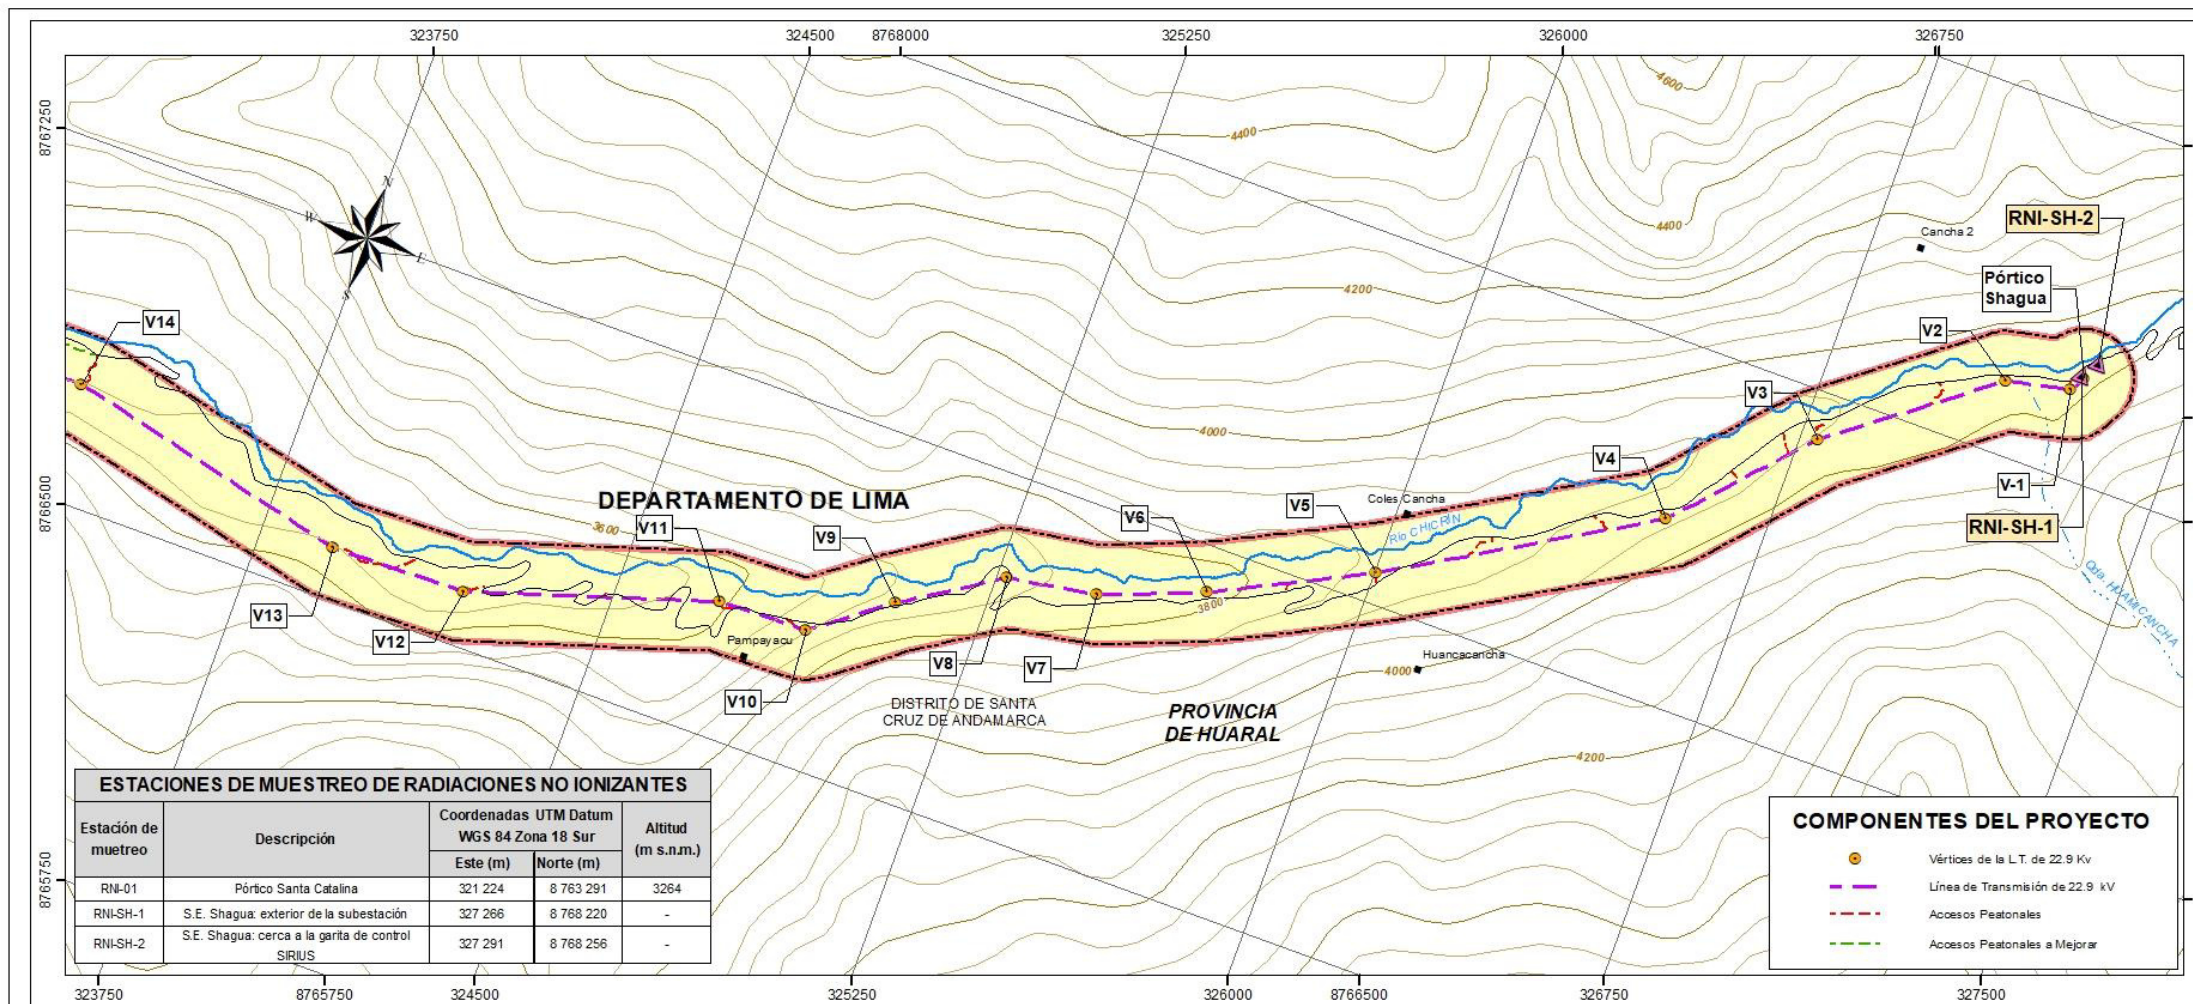 323750
324500
8768000
325250
326000
326750
8767250
8766500
8765750
4600
4400
4400
4200
4000
3600
3800
4000
4200
N
W
E
S
RNI-SH-2
Cancha 2
Pórtico
Shagua
V2
V14
V3
V4
V-1
RNI-SH-1
Coles Cancha
Río CHICRÍN
Qda. HUAMICANCHA
DEPARTAMENTO DE LIMA
V5
V6
V11
V9
V13
V12
Pampayacu
V8
V7
V10
Huancacancha
DISTRITO DE SANTA
CRUZ DE ANDAMARCA
PROVINCIA
DE HUARAL
ESTACIONES DE MUESTREO DE RADIACIONES NO IONIZANTES
Estación de
muetreo
Descripción
Coordenadas UTM Datum
WGS 84 Zona 18 Sur
Altitud
(m s.n.m.)
Este (m) Norte (m)
RNI-01 Pórtico Santa Catalina 321 224 8 763 291 3264
RNI-SH-1 S.E. Shagua: exterior de la subestación 327 266 8 768 220 -
RNI-SH-2 S.E. Shagua: cerca a la garita de control
SIRIUS 327 291 8 768 256 -
COMPONENTES DEL PROYECTO
Vértices de la L.T. de 22.9 Kv
Línea de Transmisión de 22.9 kV
Accesos Peatonales
Accesos Peatonales a Mejorar
323750
8765750
324500
325250
326000
8766500
326750
327500